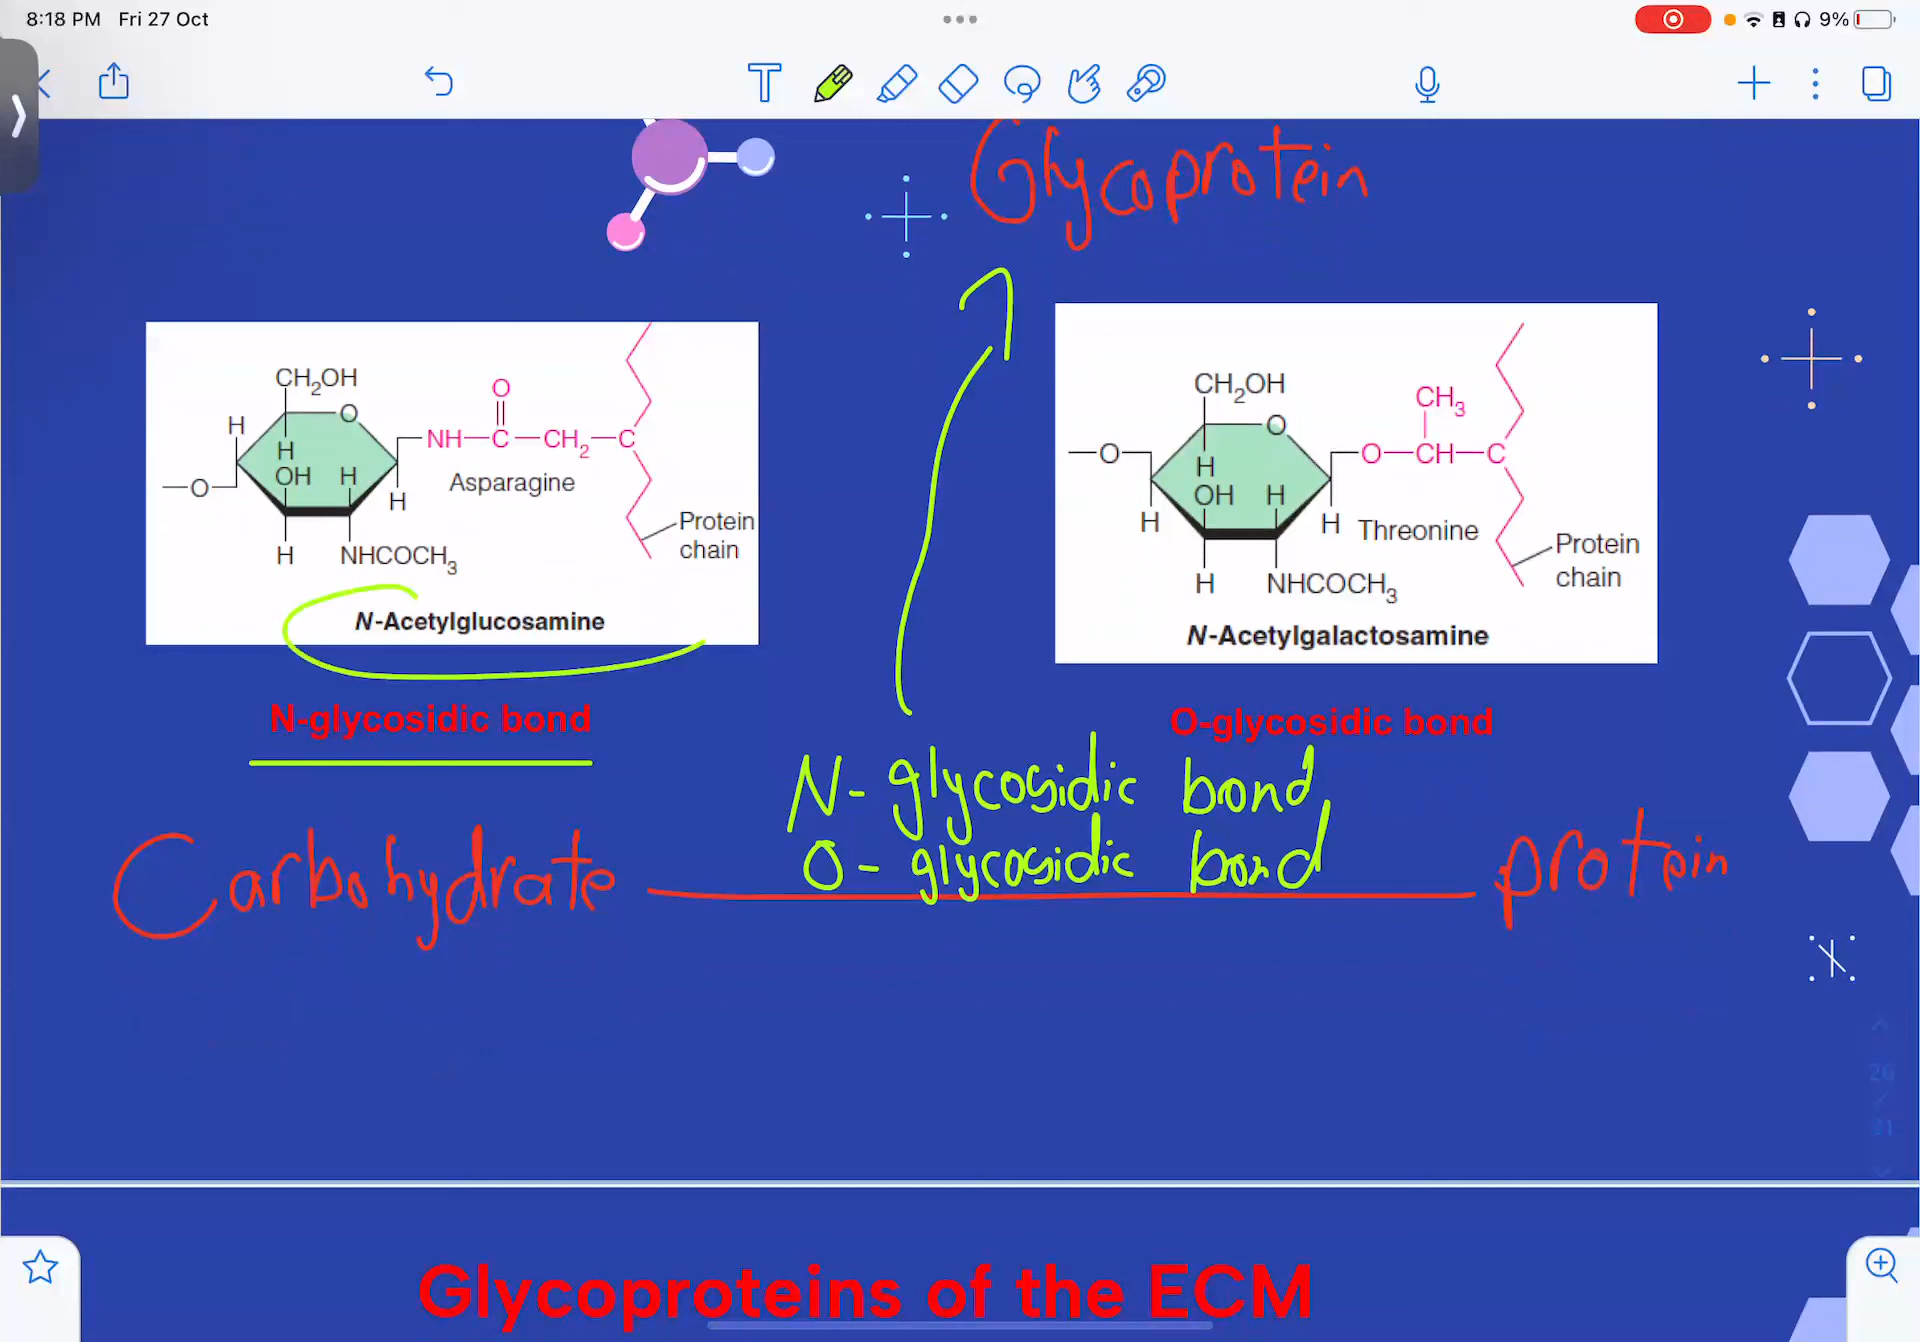 8:18 PM Fri 27 Oct
9%
T
Glycoprotein
CH2OH
O
H
H
OH H
H
—O
NH—C—CH2—C
O
Asparagine
Protein
chain
H
NHCOCH3
N-Acetylglucosamine
N-glycosidic bond
CH2OH
O
—O
H
OH H
H
H
O—CH—C
CH3
Threonine
Protein
chain
H
NHCOCH3
N-Acetylgalactosamine
O-glycosidic bond
N- glycosidic bond,
O- glycosidic bond
Carbohydrate
protein
26
/
31
Glycoproteins of the ECM